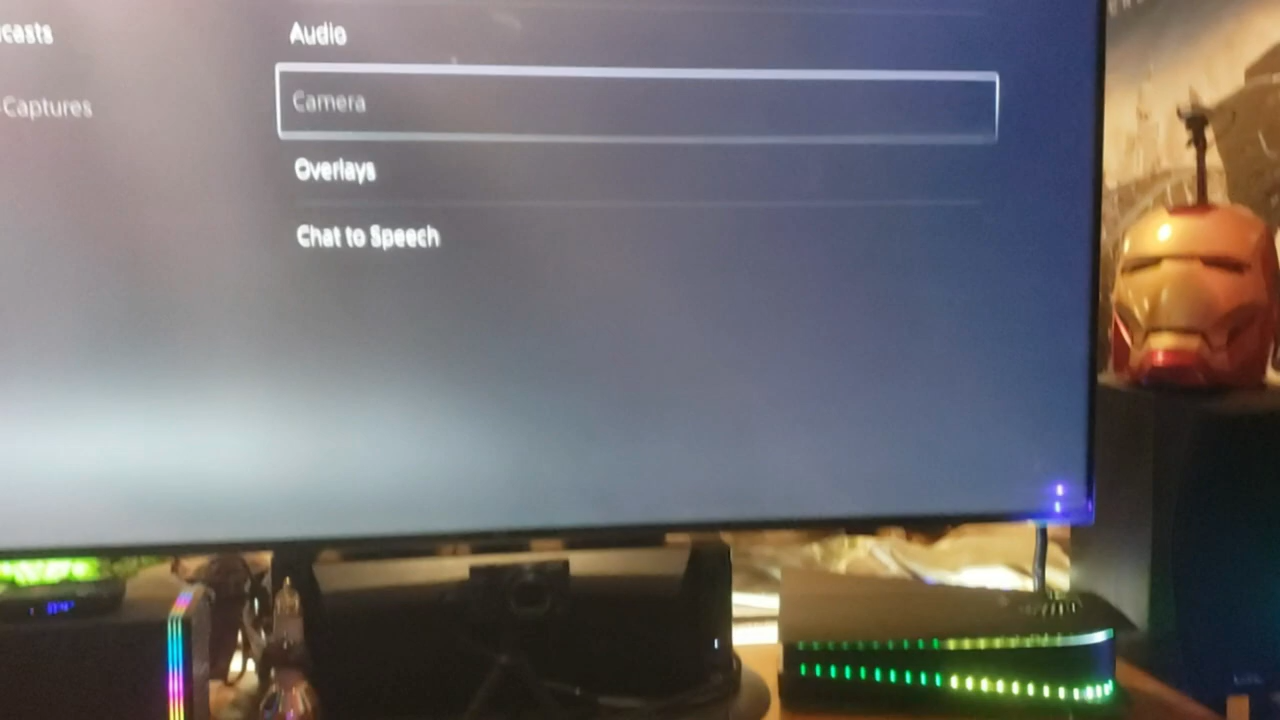 casts
Audio
-Captures
Camera
Overlays
Chat to Speech